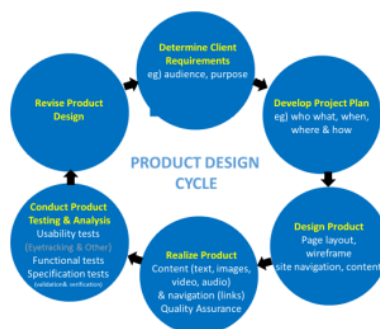 Determine Client
Requirements
eg) audience, purpose
Develop Project Plan
eg) who what, when,
where & how
Design Product
Page layout,
wireframe
site navigation, content
Realize Product
Content (text, images,
video, audio)
& navigation (links)
Quality Assurance
Conduct Product
Testing & Analysis
Usability tests
(Eyetracking & Other)
Functional tests
Specification tests
(validation& verification)
Revise Product
Design
PRODUCT DESIGN
CYCLE